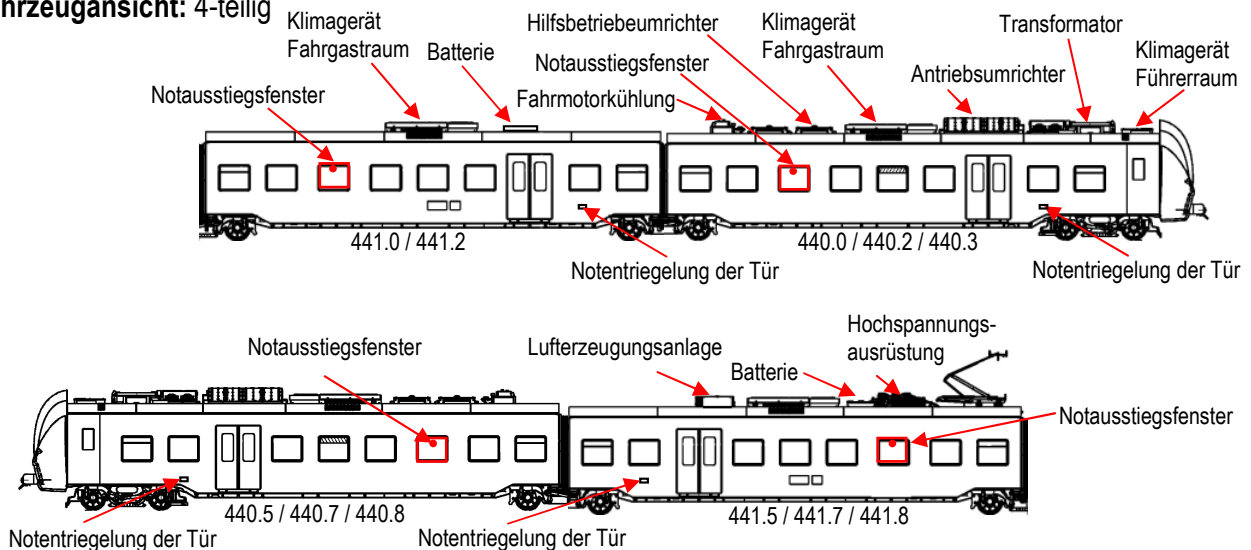 hrzeugansicht: 4-teilig
Klimagerät
Fahrgastraum
Batterie
Hilfsbetriebeumrichter
Klimagerät
Fahrgastraum
Transformator
Klimagerät
Führerraum
Notausstiegsfenster
Notausstiegsfenster
Fahrmotorkühlung
Antriebsumrichter
441.0 / 441.2
440.0 / 440.2 / 440.3
Notentriegelung der Tür
Notentriegelung der Tür
Notausstiegsfenster
Lufterzeugungsanlage
Batterie
Hochspannungs-
ausrüstung
Notausstiegsfenster
440.5 / 440.7 / 440.8
441.5 / 441.7 / 441.8
Notentriegelung der Tür
Notentriegelung der Tür